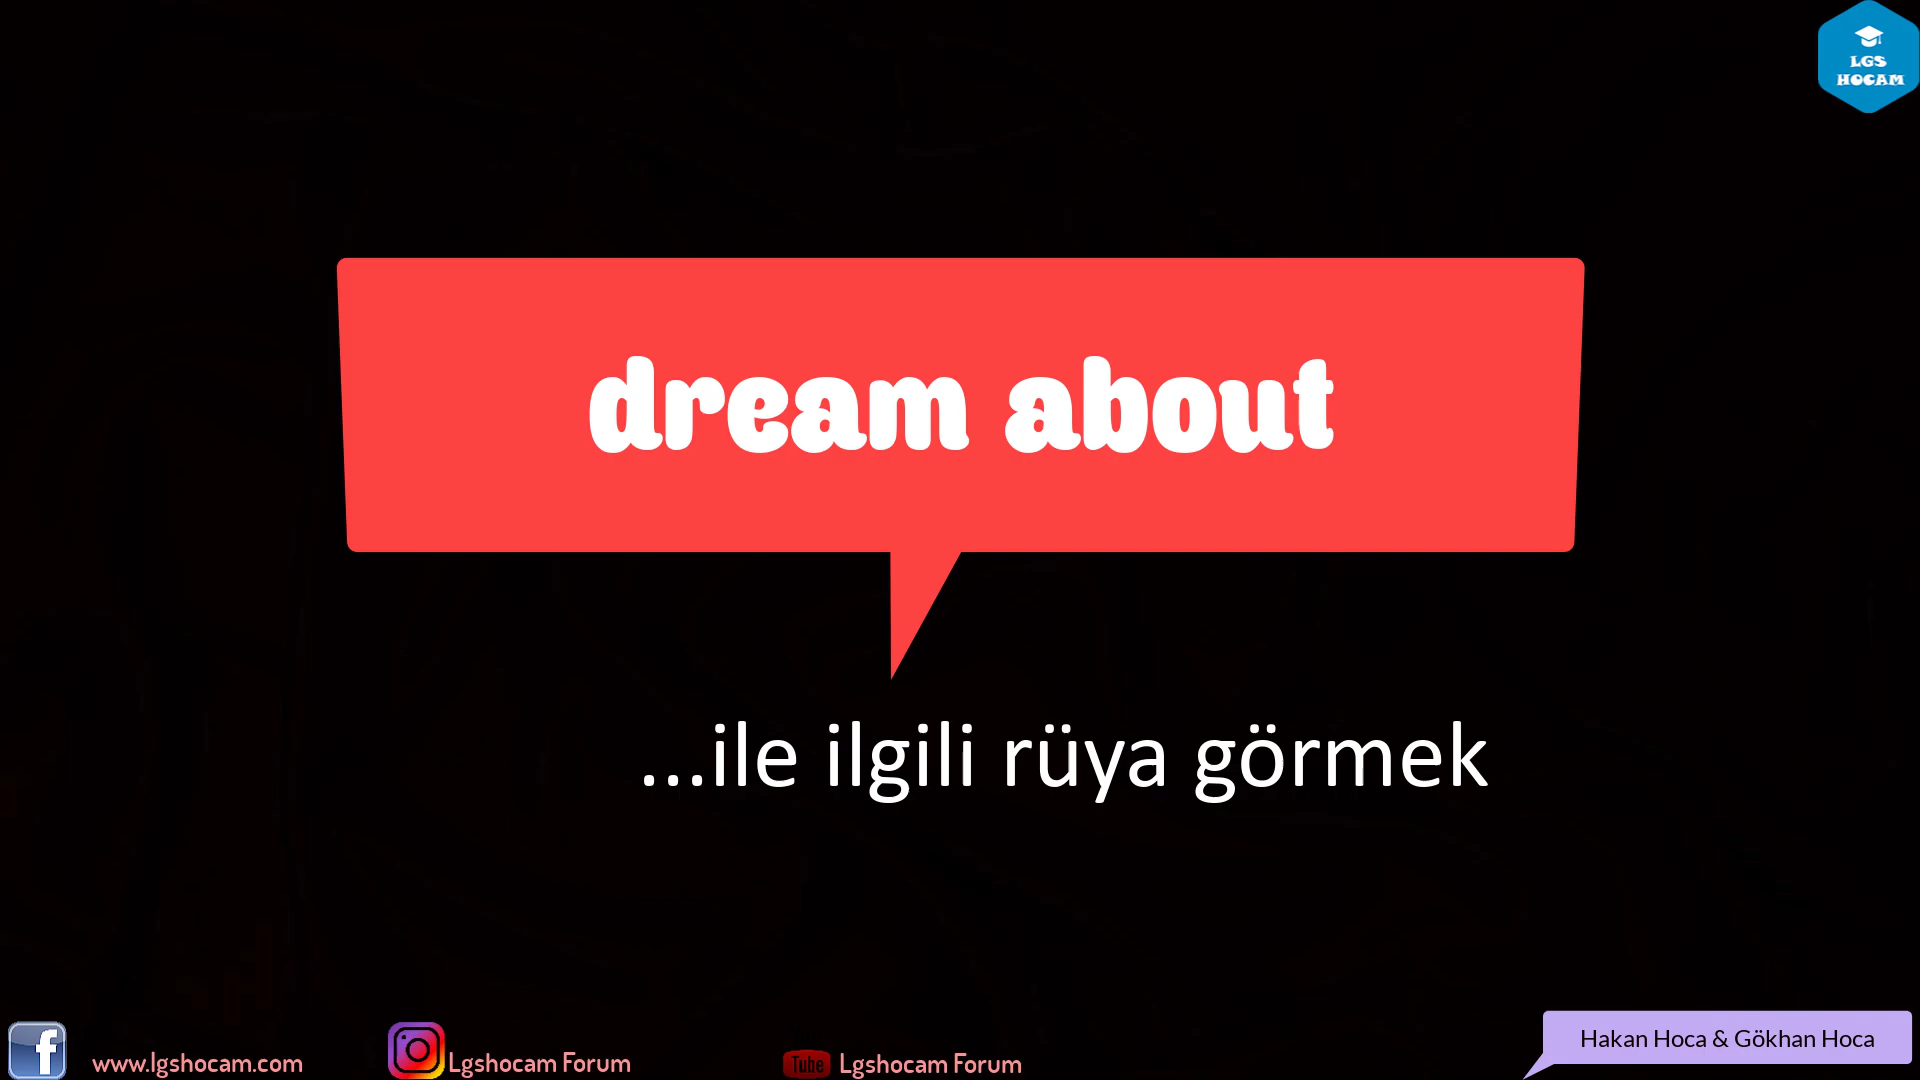 LGS
HOCAM
dream about
...ile ilgili rüya görmek
www.lgshocam.com
Lgshocam Forum
Tube
Lgshocam Forum
Hakan Hoca & Gökhan Hoca